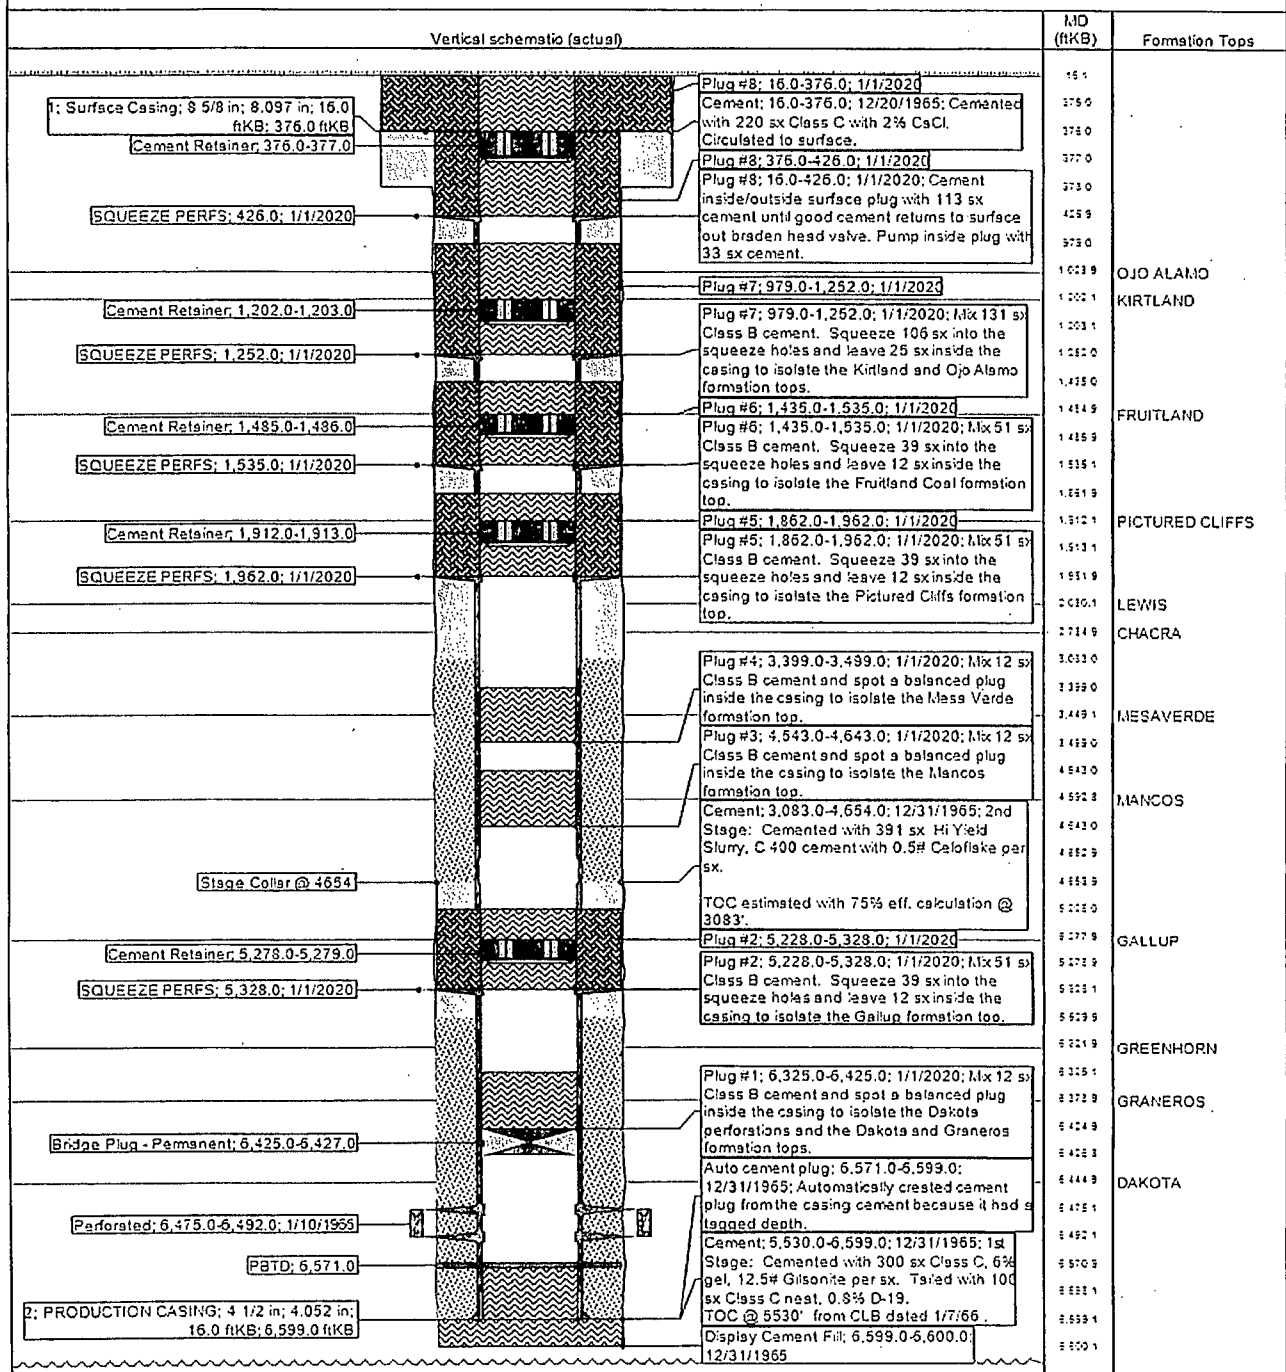 Vertical schematic (actual)
MD
(ftKB)
Formation Tops
1; Surface Casing; 8 5/8 in; 8.097 in; 16.0
ftKB; 376.0 ftKB
Cement Retainer; 376.0-377.0
SQUEEZE PERFS; 426.0; 1/1/2020
Cement Retainer; 1,202.0-1,203.0
SQUEEZE PERFS; 1,252.0; 1/1/2020
Cement Retainer; 1,485.0-1,486.0
SQUEEZE PERFS; 1,535.0; 1/1/2020
Cement Retainer; 1,912.0-1,913.0
SQUEEZE PERFS; 1,962.0; 1/1/2020
Stage Collar @ 4654
Cement Retainer; 5,278.0-5,279.0
SQUEEZE PERFS; 5,328.0; 1/1/2020
Bridge Plug - Permanent; 6,425.0-6,427.0
Perforated; 6,475.0-6,492.0; 1/10/1966
PBTD; 6,571.0
2; PRODUCTION CASING; 4 1/2 in; 4.052 in;
16.0 ftKB; 6,599.0 ftKB
Plug #8; 16.0-376.0; 1/1/2020
Cement; 16.0-376.0; 12/20/1965; Cemented
with 220 sx Class C with 2% CaCl.
Circulated to surface.
Plug #8; 376.0-426.0; 1/1/2020
Plug #8; 16.0-426.0; 1/1/2020; Cement
inside/outside surface plug with 113 sx
cement until good cement returns to surface
out braden head valve. Pump inside plug with
33 sx cement.
Plug #7; 979.0-1,252.0; 1/1/2020
Plug #7; 979.0-1,252.0; 1/1/2020; Mix 131 sx
Class B cement. Squeeze 106 sx into the
squeeze holes and leave 25 sx inside the
casing to isolate the Kirtland and Ojo Alamo
formation tops.
Plug #6; 1,435.0-1,535.0; 1/1/2020
Plug #6; 1,435.0-1,535.0; 1/1/2020; Mix 51 sx
Class B cement. Squeeze 39 sx into the
squeeze holes and leave 12 sx inside the
casing to isolate the Fruitland Coal formation
top.
Plug #5; 1,862.0-1,962.0; 1/1/2020
Plug #5; 1,862.0-1,962.0; 1/1/2020; Mix 51 sx
Class B cement. Squeeze 39 sx into the
squeeze holes and leave 12 sx inside the
casing to isolate the Pictured Cliffs formation
top.
Plug #4; 3,399.0-3,499.0; 1/1/2020; Mix 12 sx
Class B cement and spot a balanced plug
inside the casing to isolate the Mesa Verde
formation top.
Plug #3; 4,543.0-4,643.0; 1/1/2020; Mix 12 sx
Class B cement and spot a balanced plug
inside the casing to isolate the Mancos
formation top.
Cement; 3,083.0-4,654.0; 12/31/1965; 2nd
Stage: Cemented with 391 sx Hi Yield
Slurry, C 400 cement with 0.5# Celoflake per
sx.
TOC estimated with 75% eff. calculation @
3083'.
Plug #2; 5,228.0-5,328.0; 1/1/2020
Plug #2; 5,228.0-5,328.0; 1/1/2020; Mix 51 sx
Class B cement. Squeeze 39 sx into the
squeeze holes and leave 12 sx inside the
casing to isolate the Gallup formation top.
Plug #1; 6,325.0-6,425.0; 1/1/2020; Mix 12 sx
Class B cement and spot a balanced plug
inside the casing to isolate the Dakota
perforations and the Dakota and Graneros
formation tops.
Auto cement plug; 6,571.0-6,599.0;
12/31/1965; Automatically created cement
plug from the casing cement because it had a
tagged depth.
Cement; 5,530.0-6,599.0; 12/31/1965; 1st
Stage: Cemented with 300 sx Class C, 6%
gel, 12.5# Gilsonite per sx. Tailed with 100
sx Class C neat, 0.8% D-19.
TOC @ 5530' from CLB dated 1/7/66 .
Display Cement Fill; 6,599.0-6,600.0;
12/31/1965
OJO ALAMO
KIRTLAND
FRUITLAND
PICTURED CLIFFS
LEWIS
CHACRA
MESAVERDE
MANCOS
GALLUP
GREENHORN
GRANEROS
DAKOTA